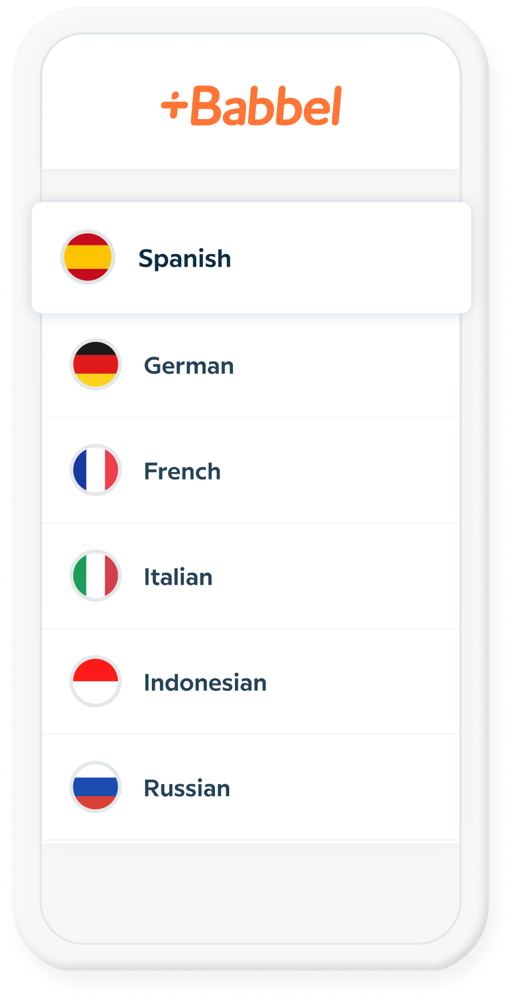 +Babbel
Spanish
German
French
Italian
Indonesian
Russian